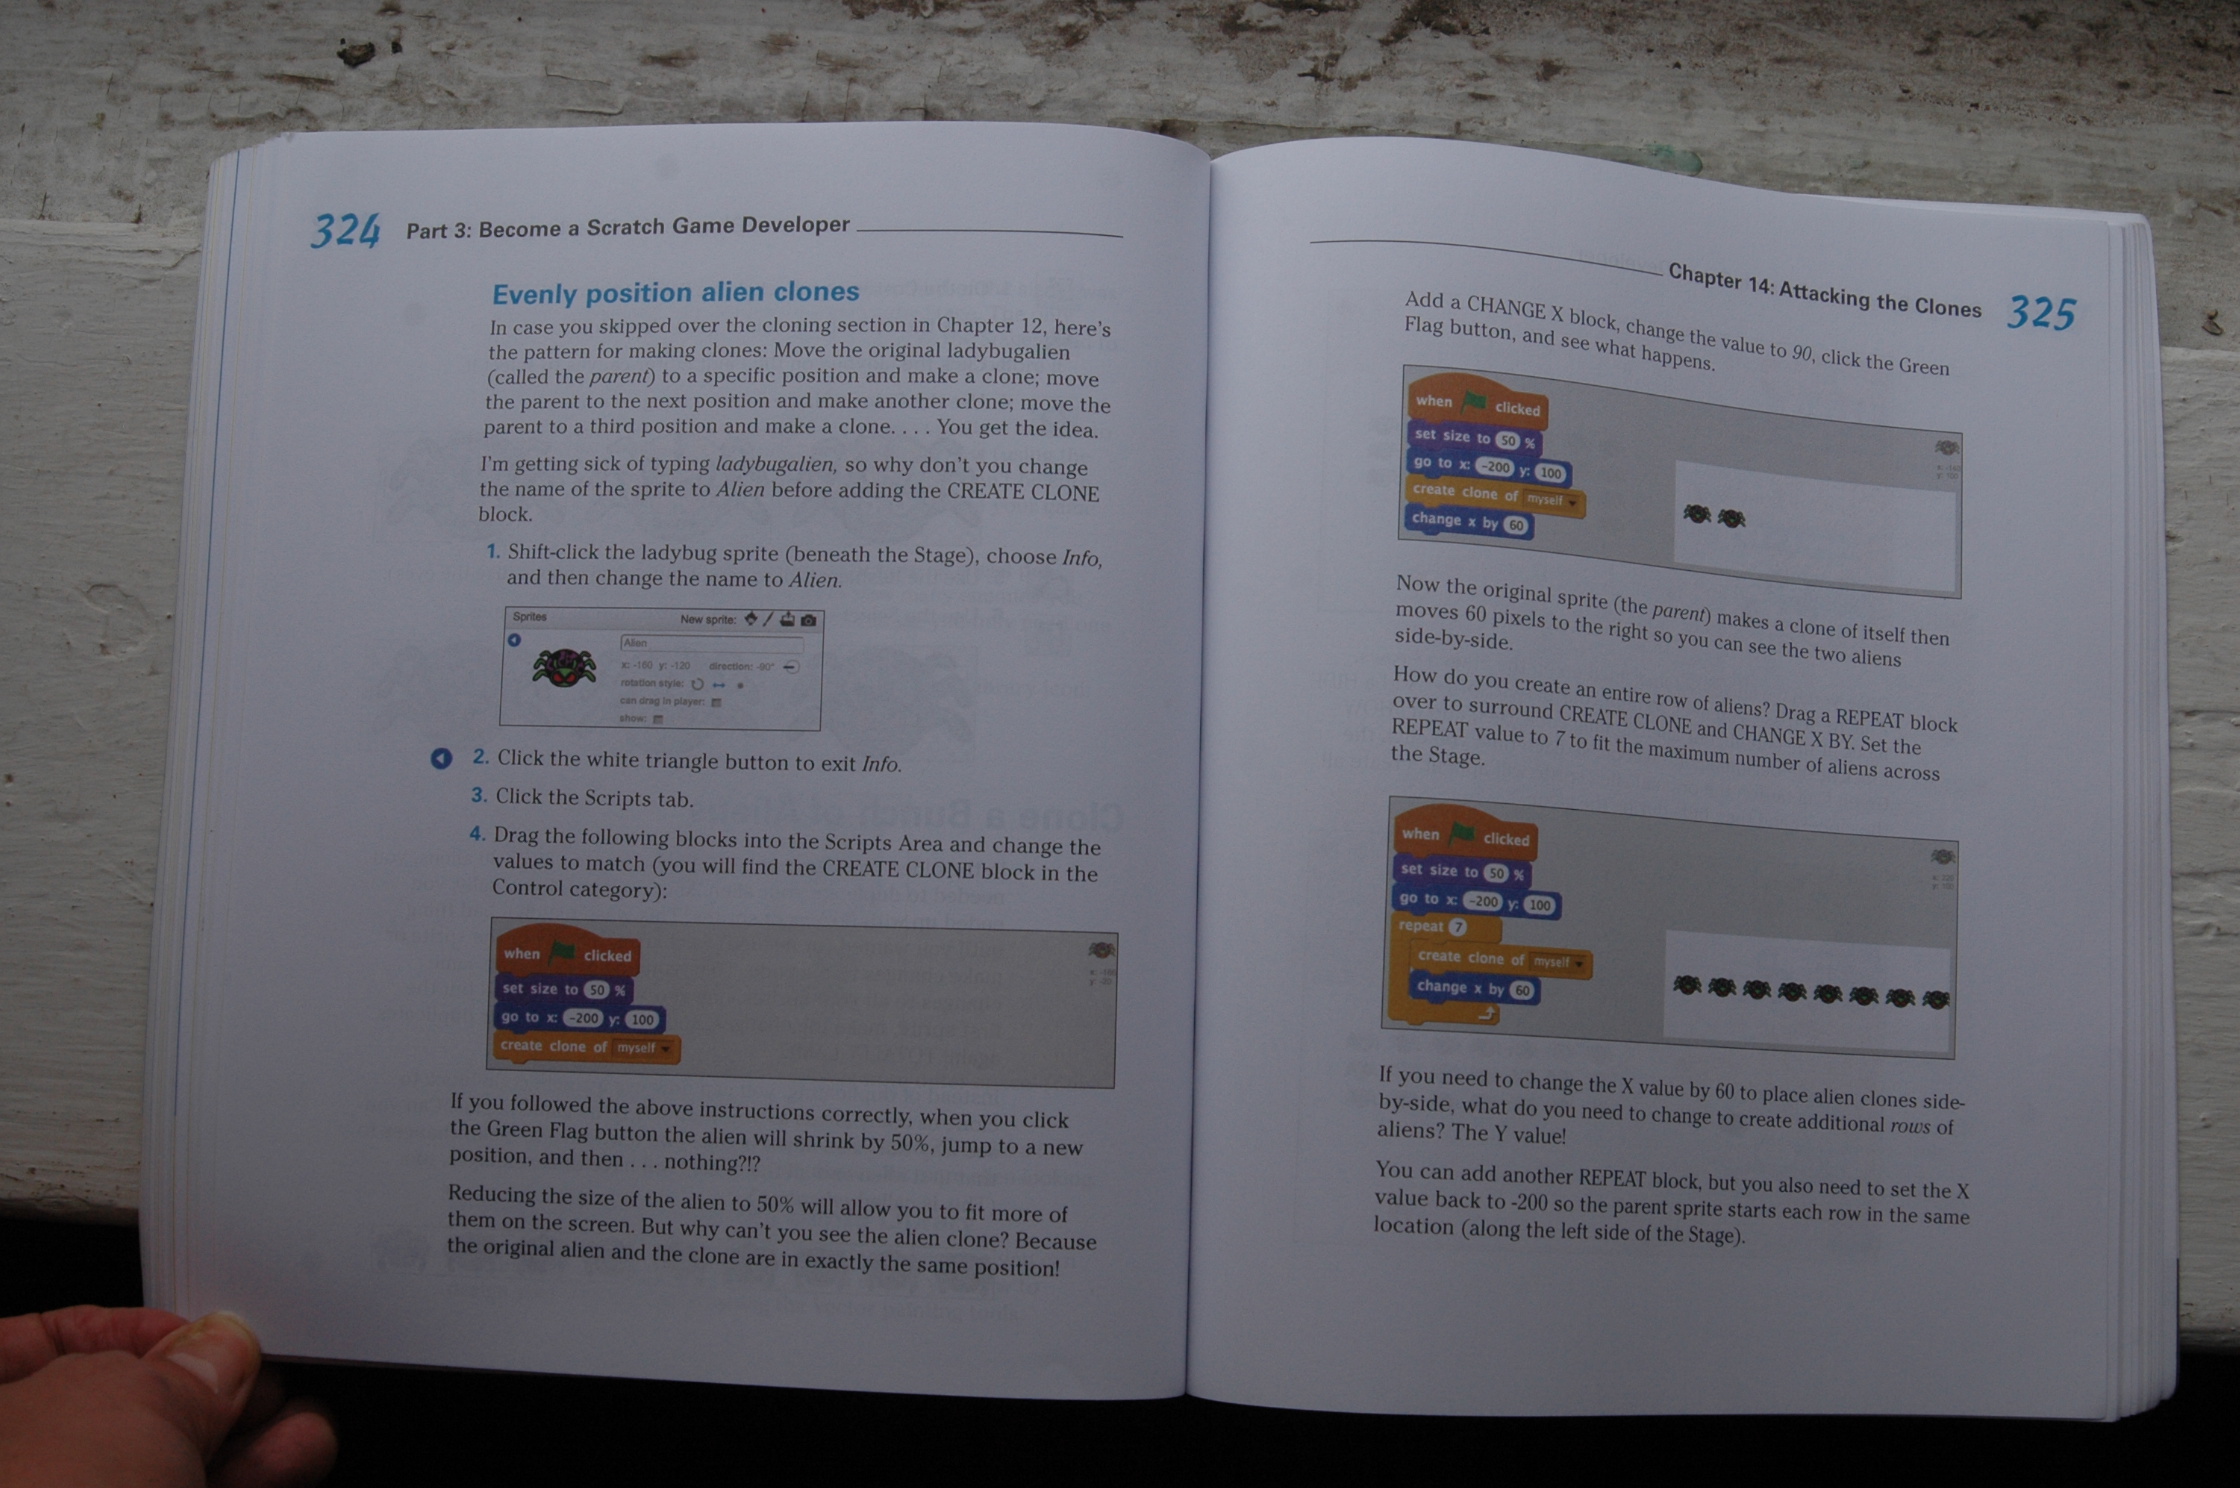 324 Part 3: Become a Scratch Game Developer
Evenly position alien clones
In case you skipped over the cloning section in Chapter 12, here's
the pattern for making clones: Move the original ladybugalien
(called the parent) to a specific position and make a clone; move
the parent to the next position and make another clone; move the
parent to a third position and make a clone. . . . You get the idea.
I'm getting sick of typing ladybugalien, so why don't you change
the name of the sprite to Alien before adding the CREATE CLONE
block.
1. Shift-click the ladybug sprite (beneath the Stage), choose Info,
and then change the name to Alien.
Sprites New sprite:
Alien
x: -160 y: -120 direction: -90°
rotation style:
can drag in player:
show:
2. Click the white triangle button to exit Info.
3. Click the Scripts tab.
4. Drag the following blocks into the Scripts Area and change the
values to match (you will find the CREATE CLONE block in the
Control category):
when clicked
set size to 50 %
go to x: -200 y: 100
create clone of myself
If you followed the above instructions correctly, when you click
the Green Flag button the alien will shrink by 50%, jump to a new
position, and then . . . nothing?!?
Reducing the size of the alien to 50% will allow you to fit more of
them on the screen. But why can't you see the alien clone? Because
the original alien and the clone are in exactly the same position!
Chapter 14: Attacking the Clones 325
Add a CHANGE X block, change the value to 90, click the Green
Flag button, and see what happens.
when clicked
set size to 50 %
go to x: -200 y: 100
create clone of myself
change x by 60
Now the original sprite (the parent) makes a clone of itself then
moves 60 pixels to the right so you can see the two aliens
side-by-side.
How do you create an entire row of aliens? Drag a REPEAT block
over to surround CREATE CLONE and CHANGE X BY. Set the
REPEAT value to 7 to fit the maximum number of aliens across
the Stage.
when clicked
set size to 50 %
go to x: -200 y: 100
repeat 7
create clone of myself
change x by 60
If you need to change the X value by 60 to place alien clones side-
by-side, what do you need to change to create additional rows of
aliens? The Y value!
You can add another REPEAT block, but you also need to set the X
value back to -200 so the parent sprite starts each row in the same
location (along the left side of the Stage).